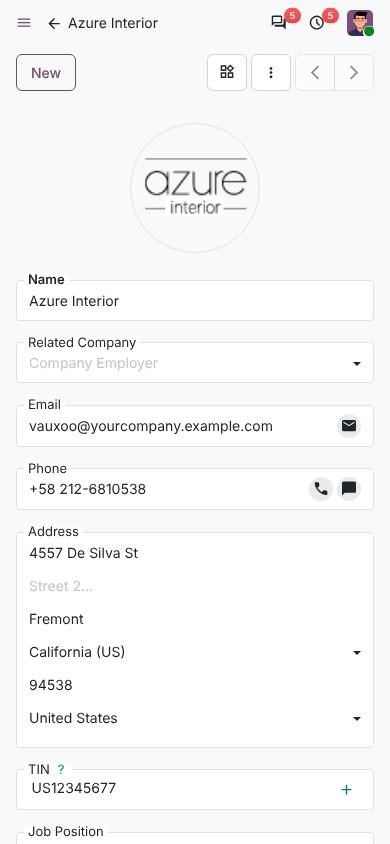 Azure Interior
5
5
New
azure
interior
Name
Azure Interior
Related Company
Company Employer
Email
vauxoo@yourcompany.example.com
Phone
+58 212-6810538
Address
4557 De Silva St
Street 2...
Fremont
California (US)
94538
United States
TIN ?
US12345677
Job Position